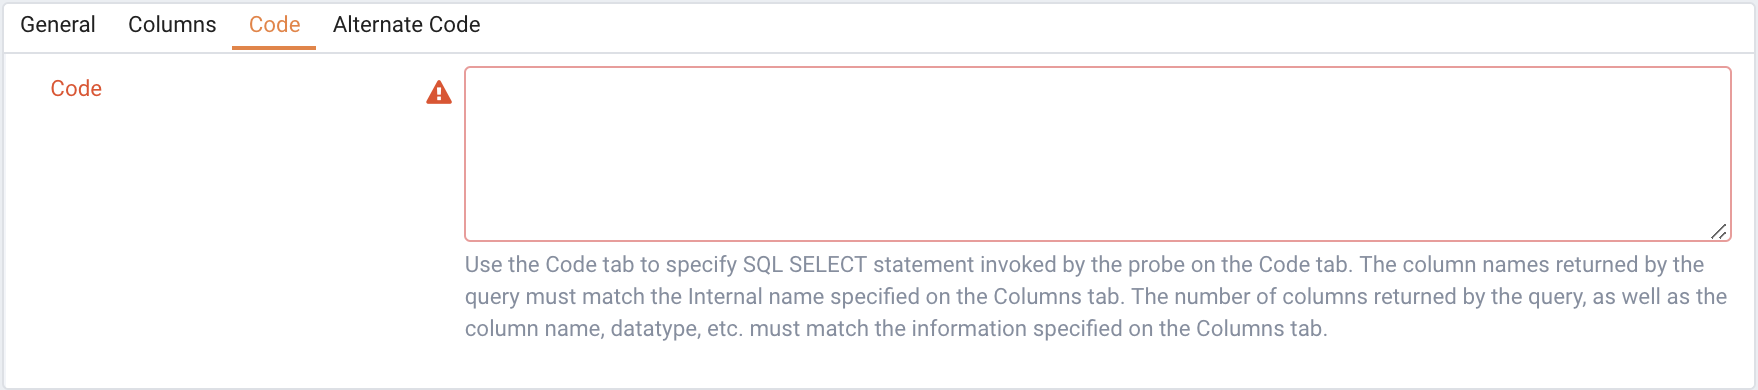 General Columns Code Alternate Code
Code
Use the Code tab to specify SQL SELECT statement invoked by the probe on the Code tab. The column names returned by the
query must match the Internal name specified on the Columns tab. The number of columns returned by the query, as well as the
column name, datatype, etc. must match the information specified on the Columns tab.